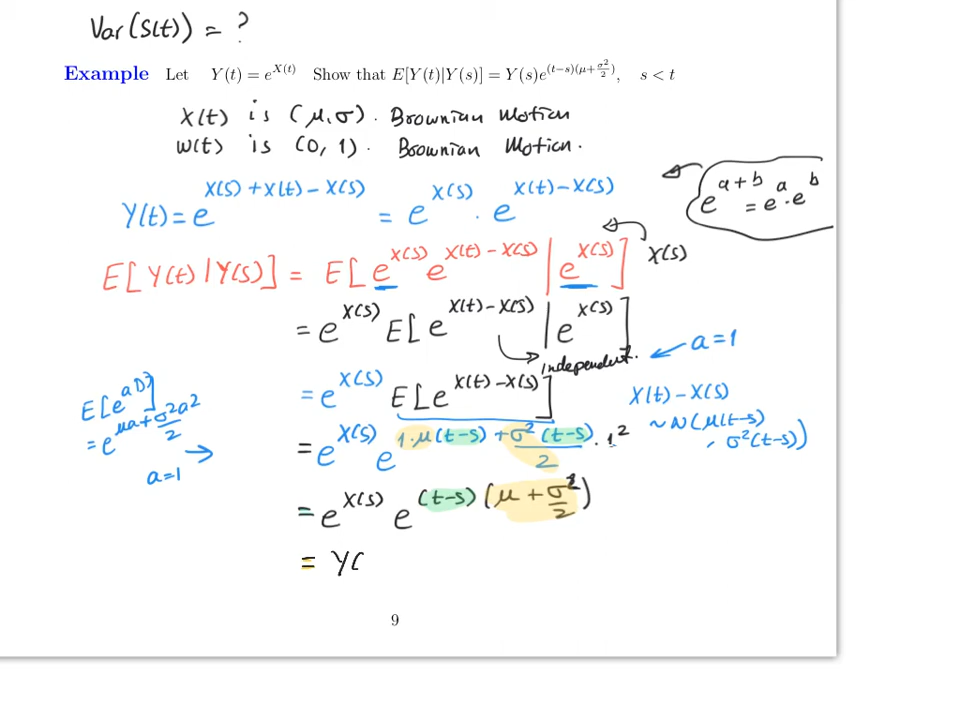 Var(S(t)) = ?
Example Let Y(t) = e^{X(t)} Show that E[Y(t)|Y(s)] = Y(s)e^{(t−s)(μ+σ²/2)}, s < t
X(t) is (μ,σ). Brownian Motion
W(t) is (0, 1). Brownian Motion.
Y(t) = e^{X(s)+X(t)−X(s)} = e^{X(s)} · e^{X(t)−X(s)}
e^{a+b} = e^a · e^b
E[Y(t)|Y(s)] = E[e^{X(s)} e^{X(t)−X(s)} | e^{X(s)}] X(s)
= e^{X(s)} E[e^{X(t)−X(s)} | e^{X(s)}]
independent. a=1
= e^{X(s)} E[e^{X(t)−X(s)}]
X(t) − X(s)
~ N(μ(t−s), σ²(t−s))
E[e^{aD}]
= e^{μa+σ²a²/2}
a=1
= e^{X(s)} e^{1·μ(t−s)+σ²(t−s)/2 · 1²}
= e^{X(s)} e^{(t−s)(μ+σ²/2)}
= Y(
9